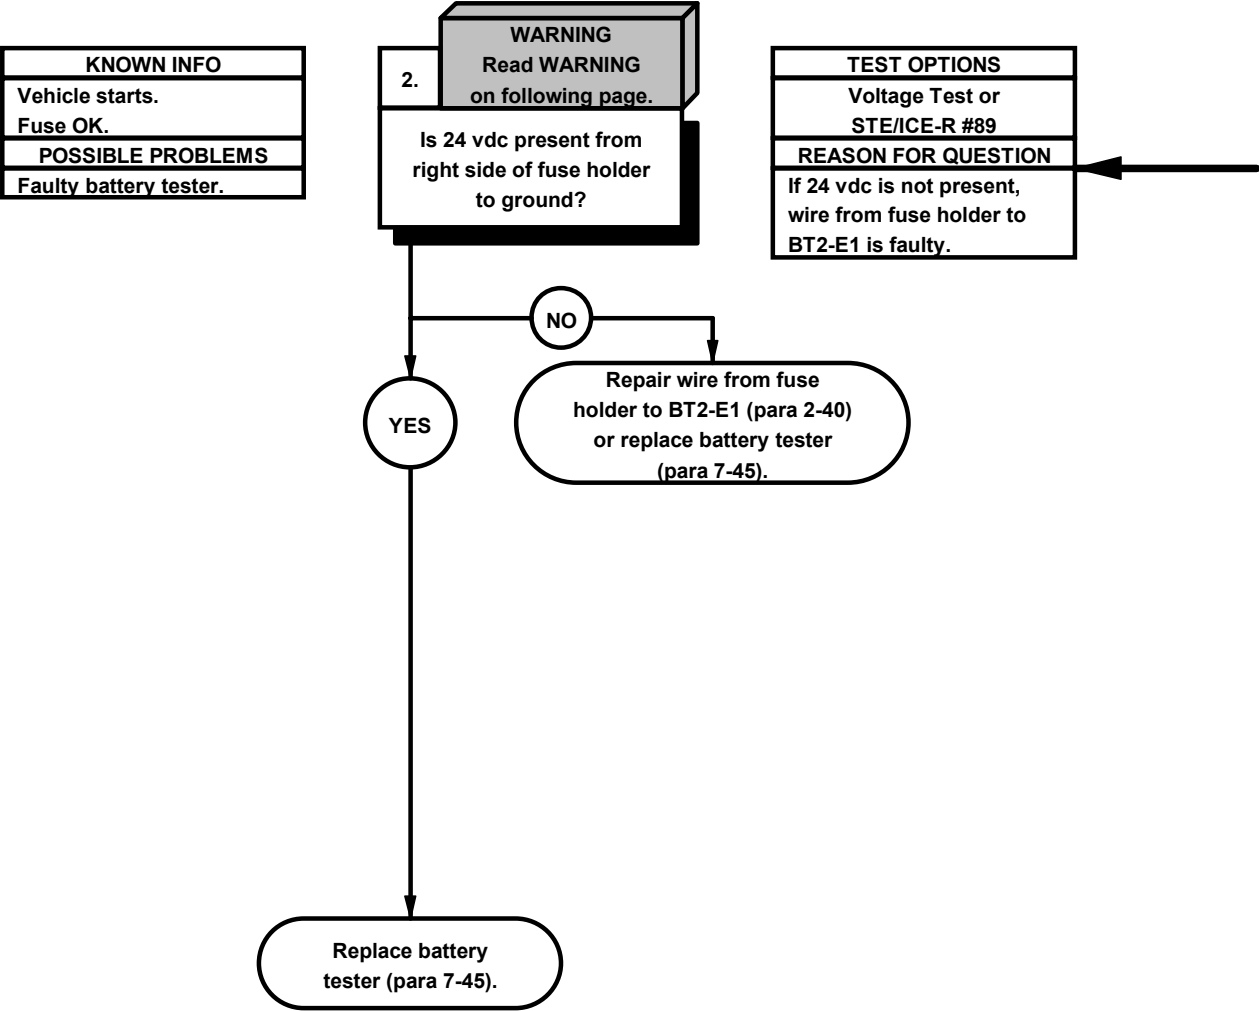 KNOWN INFO
Vehicle starts.
Fuse OK.
POSSIBLE PROBLEMS
Faulty battery tester.
WARNING
Read WARNING
on following page.
2.
Is 24 vdc present from
right side of fuse holder
to ground?
TEST OPTIONS
Voltage Test or
STE/ICE-R #89
REASON FOR QUESTION
If 24 vdc is not present,
wire from fuse holder to
BT2-E1 is faulty.
NO
YES
Repair wire from fuse
holder to BT2-E1 (para 2-40)
or replace battery tester
(para 7-45).
Replace battery
tester (para 7-45).